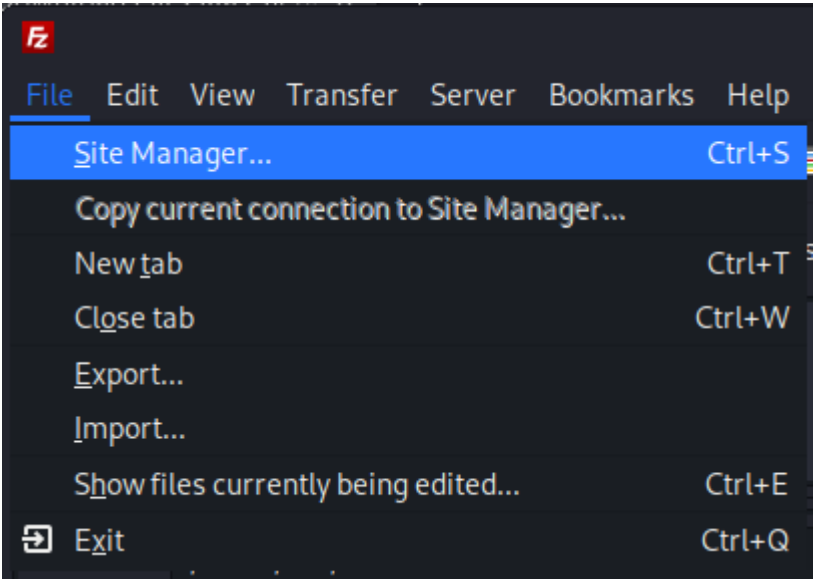 Fz
File Edit View Transfer Server Bookmarks Help
Site Manager... Ctrl+S
Copy current connection to Site Manager...
New tab Ctrl+T
Close tab Ctrl+W
Export...
Import...
Show files currently being edited... Ctrl+E
Exit Ctrl+Q